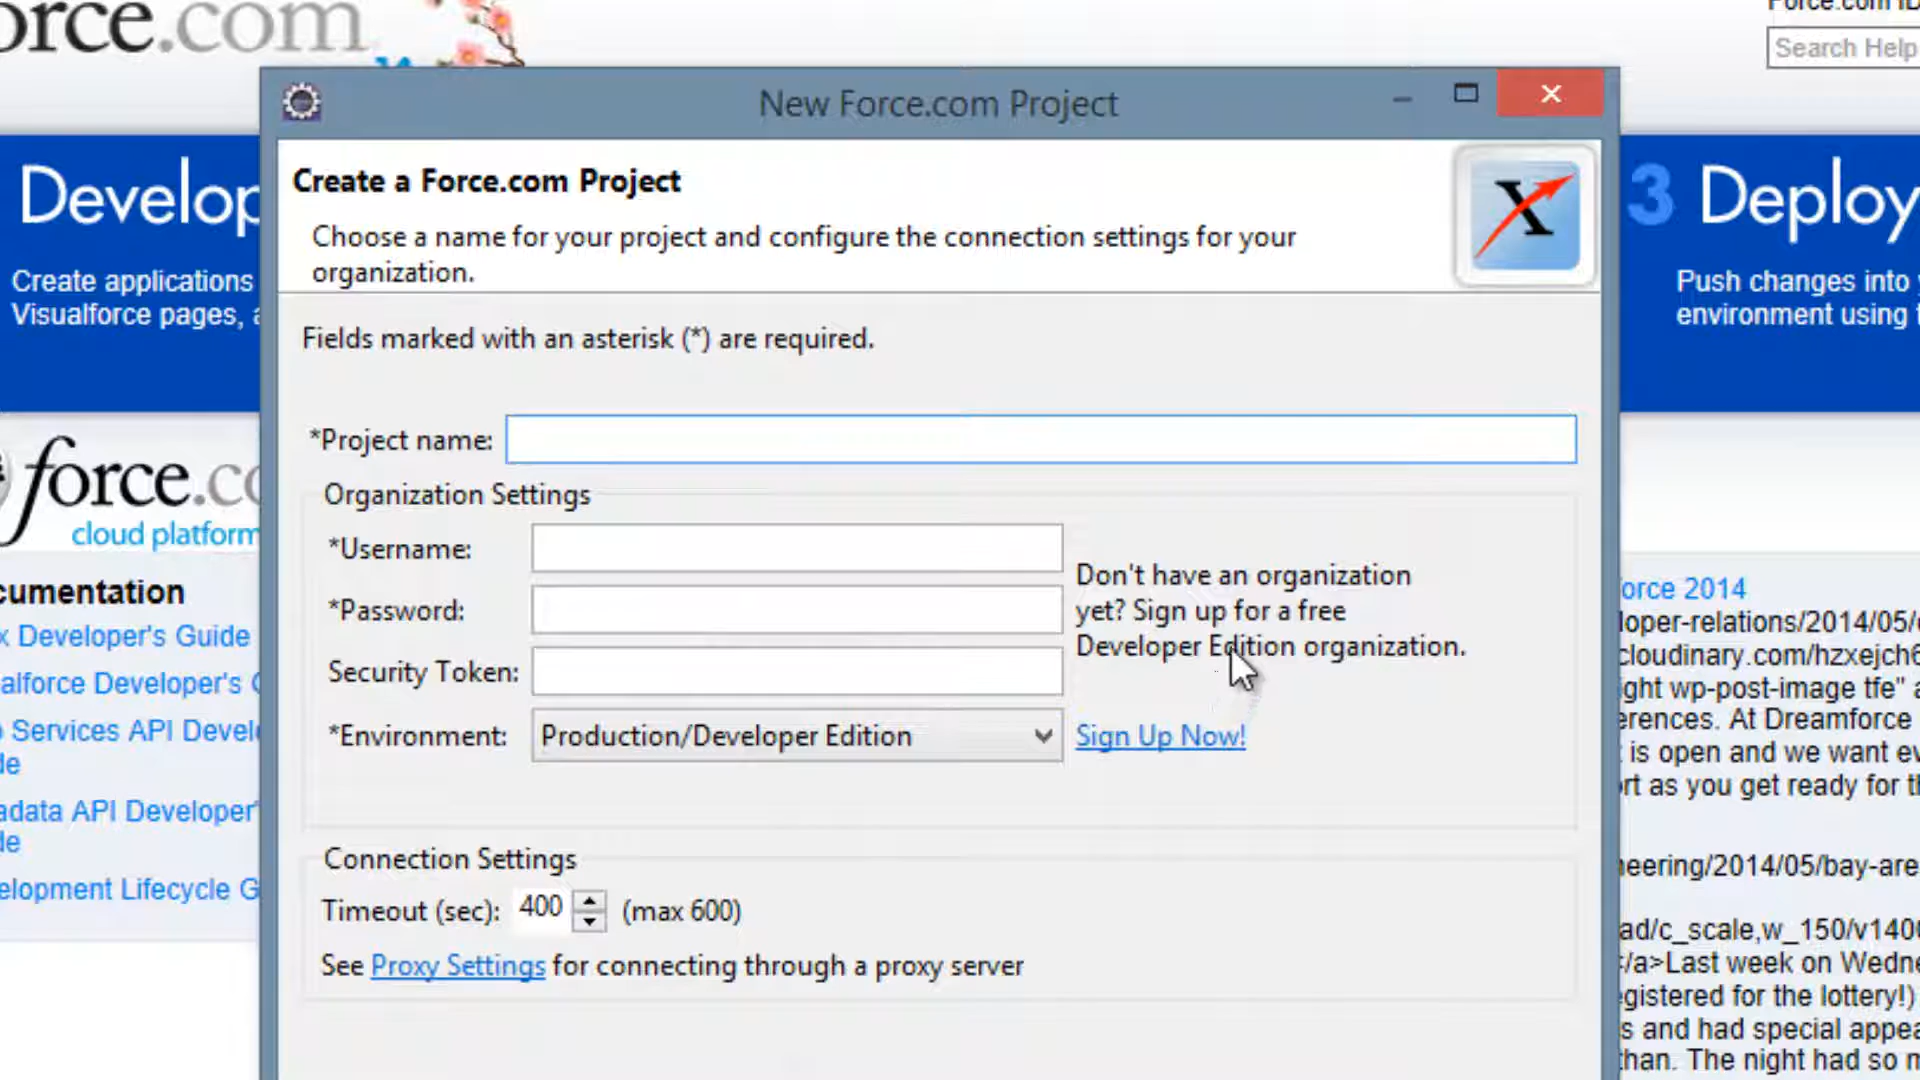 orce.com
Force.com ID
Search Help
New Force.com Project
Create a Force.com Project
Choose a name for your project and configure the connection settings for your
organization.
Develop
Create applications
Visualforce pages, a
3 Deploy
Push changes into y
environment using t
Fields marked with an asterisk (*) are required.
*Project name:
Organization Settings
*Username:
*Password:
Security Token:
*Environment: Production/Developer Edition
Don't have an organization
yet? Sign up for a free
Developer Edition organization.
Sign Up Now!
Connection Settings
Timeout (sec): 400 (max 600)
See Proxy Settings for connecting through a proxy server
force.co
cloud platform
cumentation
x Developer's Guide
alforce Developer's G
Services API Devel
de
adata API Developer'
de
elopment Lifecycle G
orce 2014
loper-relations/2014/05/
cloudinary.com/hzxejch6
ght wp-post-image tfe" a
erences. At Dreamforce
is open and we want ev
rt as you get ready for th
eering/2014/05/bay-are
ad/c_scale,w_150/v1400
/a>Last week on Wedne
gistered for the lottery!)
s and had special appea
than. The night had so m